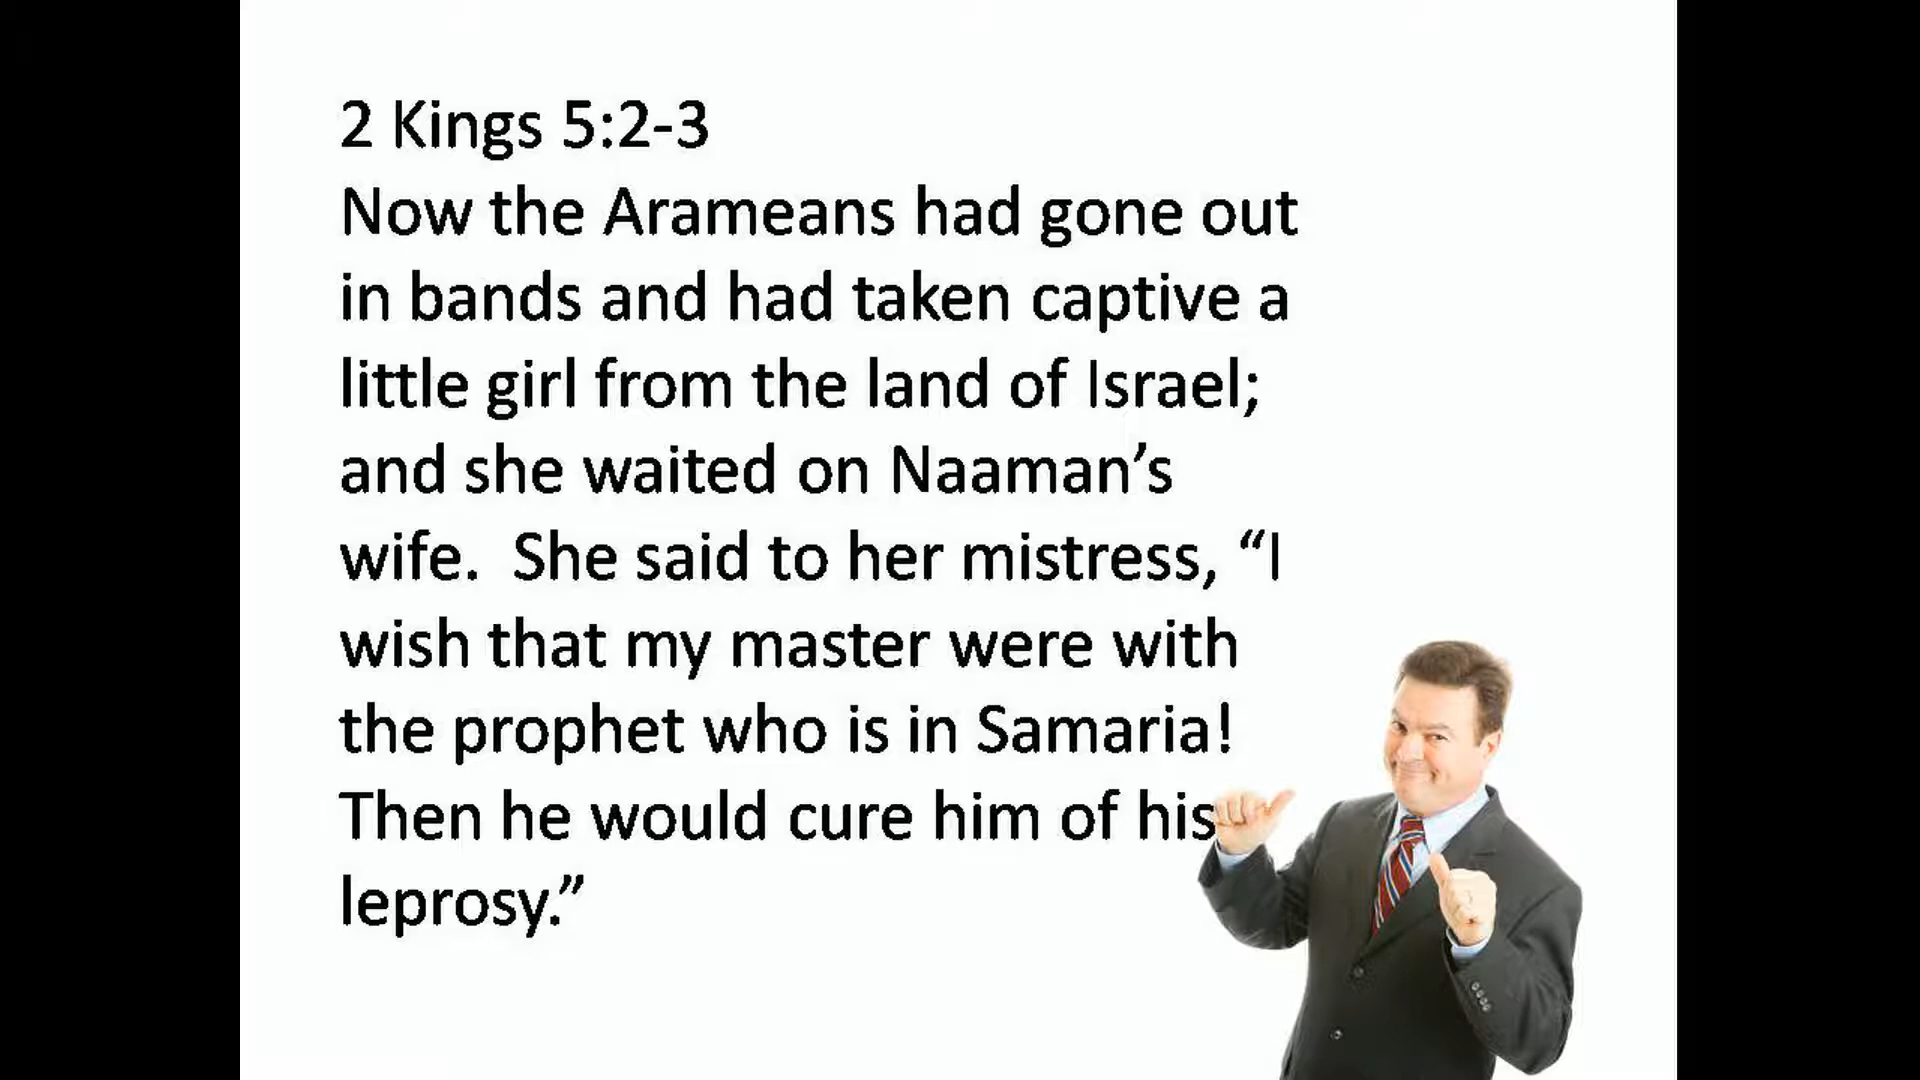 2 Kings 5:2-3
Now the Arameans had gone out
in bands and had taken captive a
little girl from the land of Israel;
and she waited on Naaman’s
wife.  She said to her mistress, “I
wish that my master were with
the prophet who is in Samaria!
Then he would cure him of his
leprosy.”